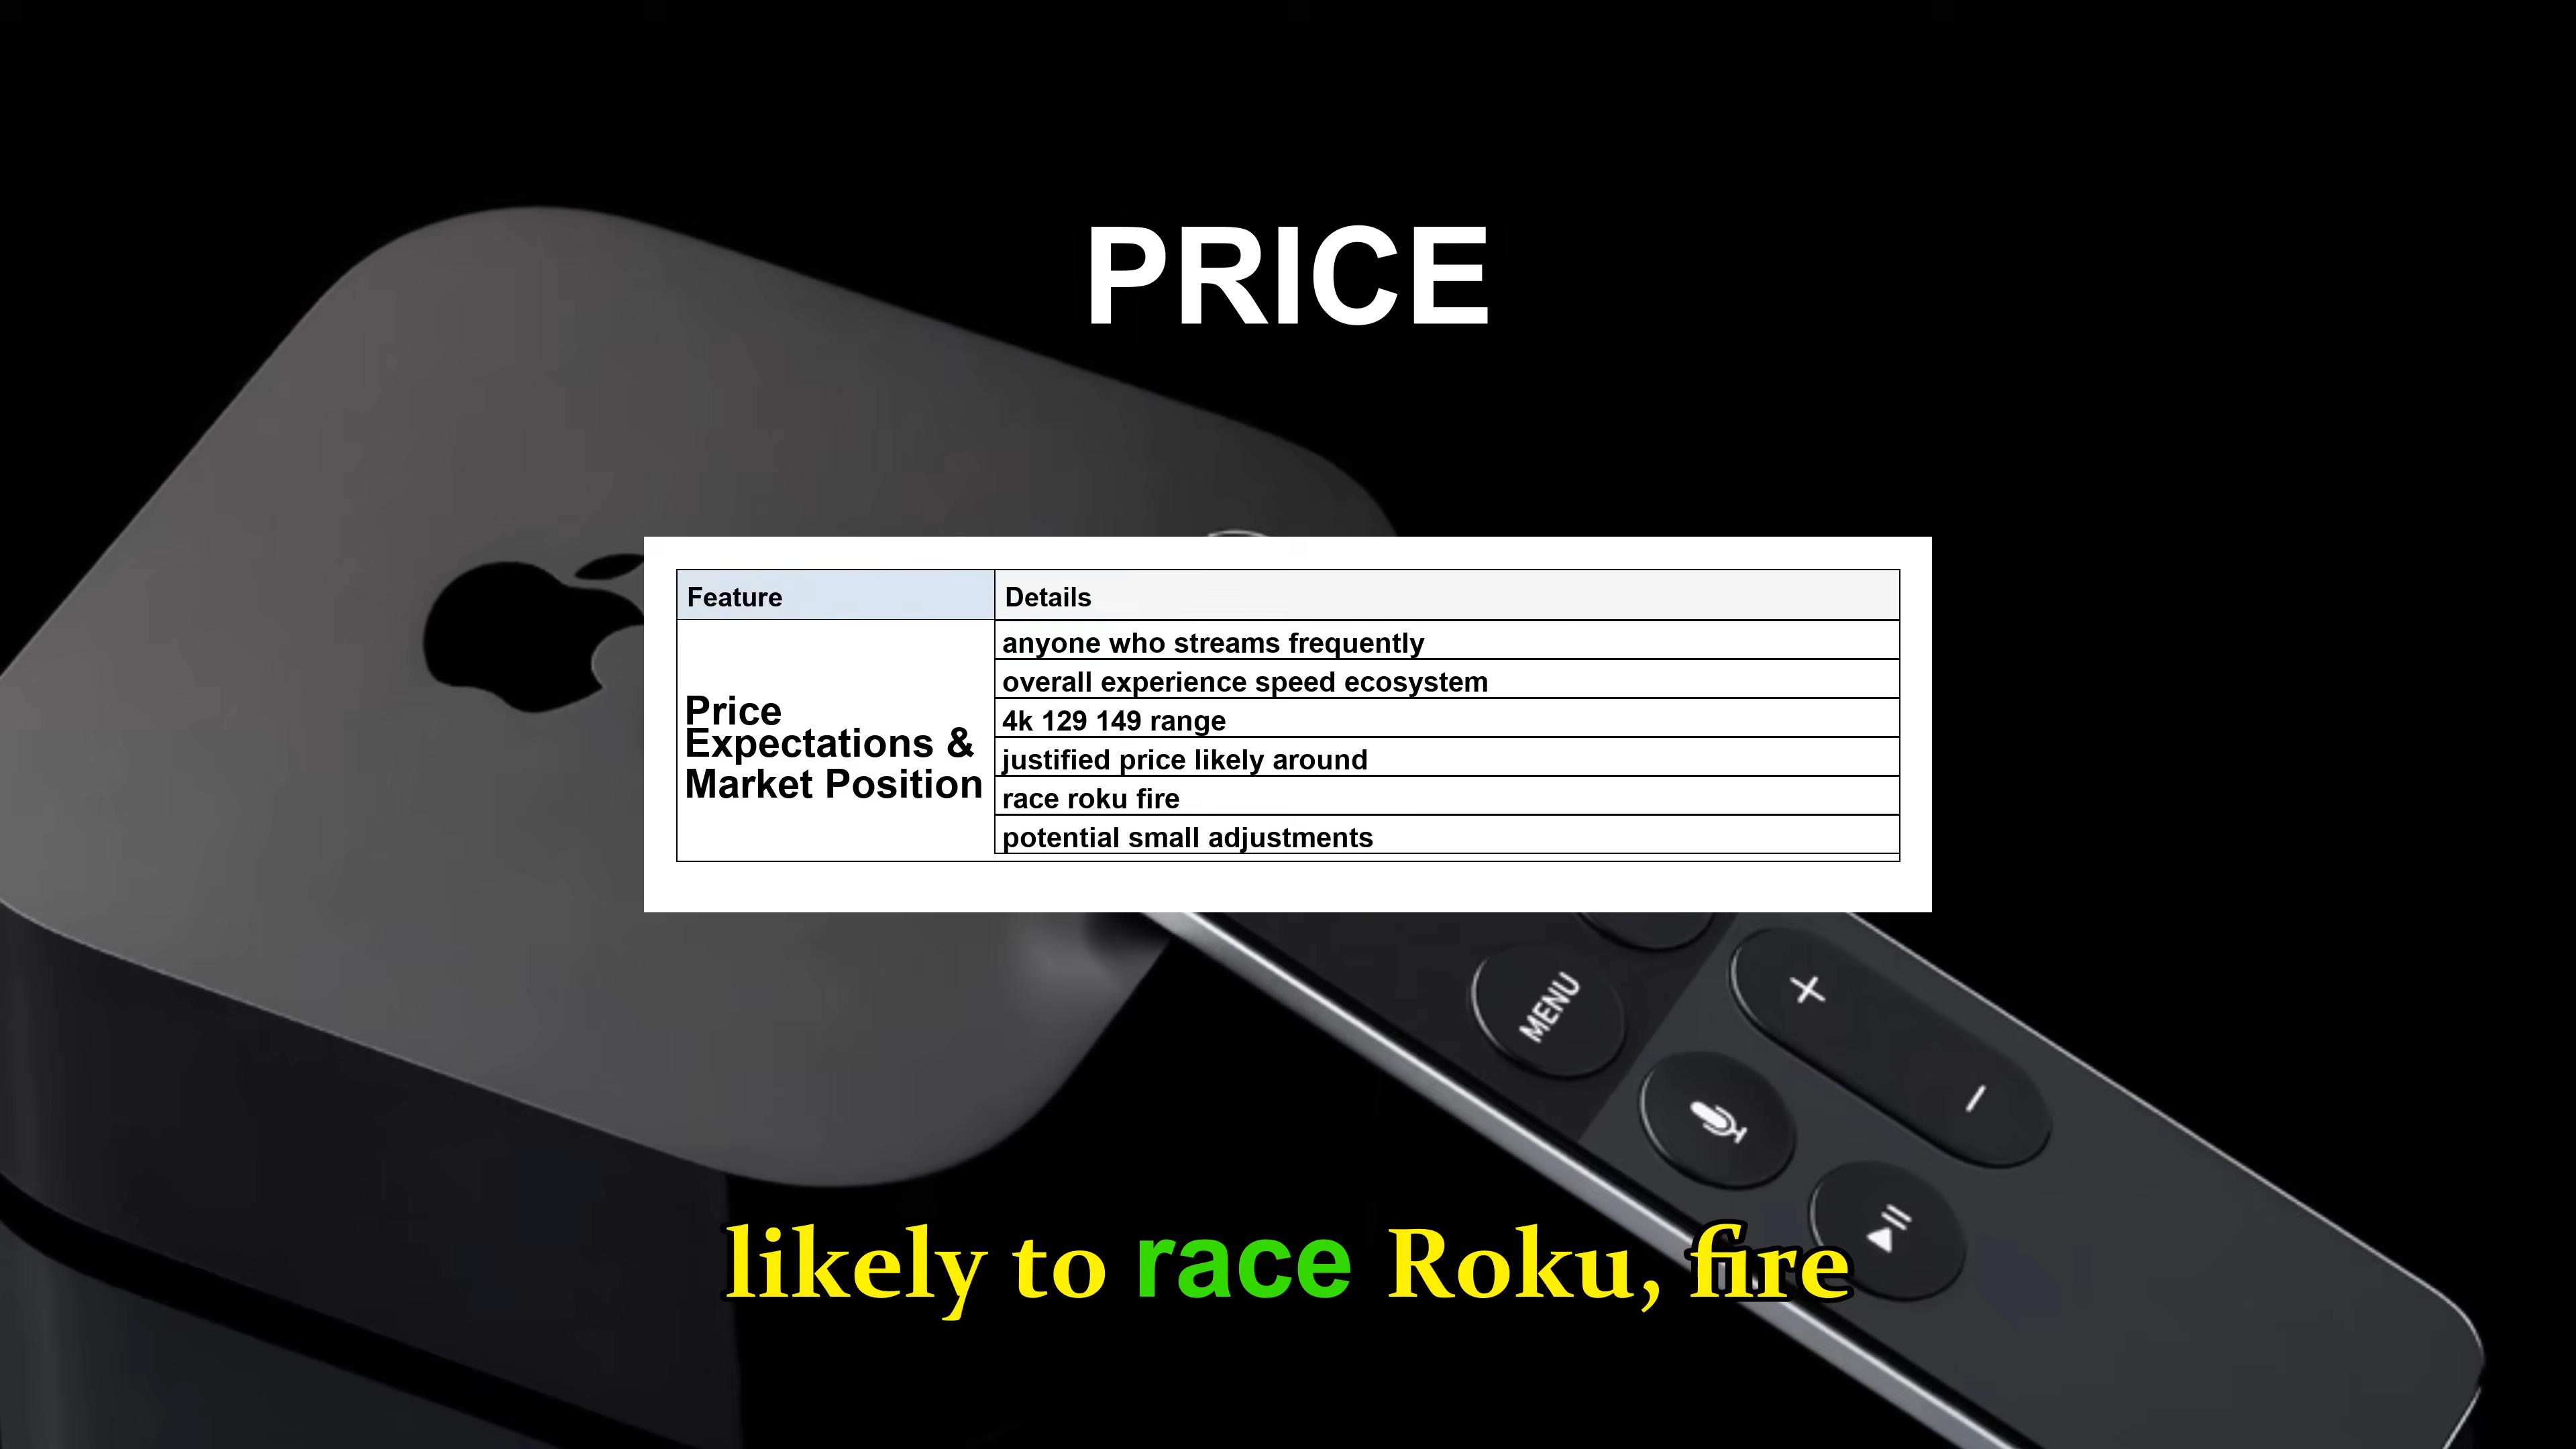 PRICE
Feature
Details
Price
Expectations &
Market Position
anyone who streams frequently
overall experience speed ecosystem
4k 129 149 range
justified price likely around
race roku fire
potential small adjustments
MENU
likely to race Roku, fire